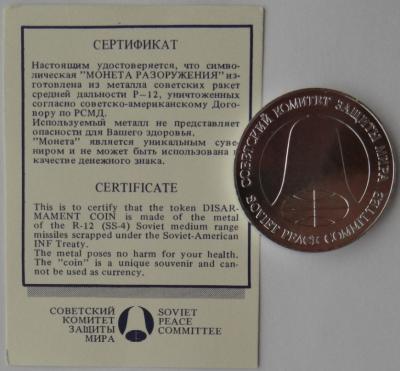 СЕРТИФИКАТ
Настоящим удостоверяется, что симво-
лическая "МОНЕТА РАЗОРУЖЕНИЯ" из-
готовлена из металла советских ракет
средней дальности Р-12, уничтоженных
согласно советско-американскому Дого-
вору по РСМД.
Используемый металл не представляет
опасности для Вашего здоровья.
"Монета" является уникальным суве-
ниром и не может быть использована в
качестве денежного знака.
CERTIFICATE
This is to certify that the token DISAR-
MAMENT COIN is made of the metal
of the R-12 (SS-4) Soviet medium range
missiles scrapped under the Soviet-American
INF Treaty.
The metal poses no harm for your health.
The "coin" is a unique souvenir and can-
not be used as currency.
СОВЕТСКИЙ
КОМИТЕТ
ЗАЩИТЫ
МИРА
SOVIET
PEACE
COMMITTEE
СОВЕТСКИЙ КОМИТЕТ ЗАЩИТЫ МИРА
SOVIET PEACE COMMITTEE